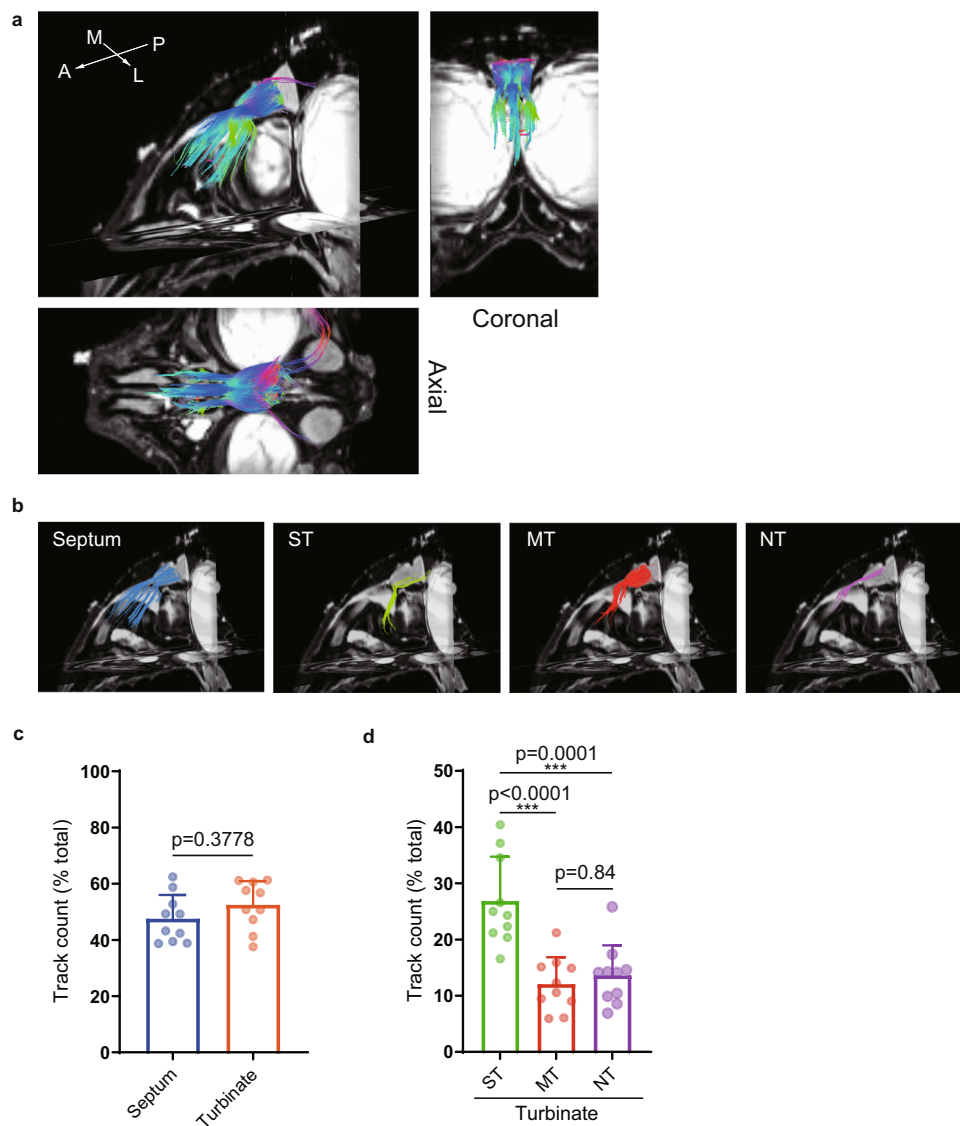 a
M
P
A
L
Coronal
Axial
b
Septum
ST
MT
NT
c
Track count (% total)
100
80
60
40
20
0
p=0.3778
Septum
Turbinate
d
Track count (% total)
50
40
30
20
10
0
p=0.0001
***
p<0.0001
***
p=0.84
ST
MT
NT
Turbinate